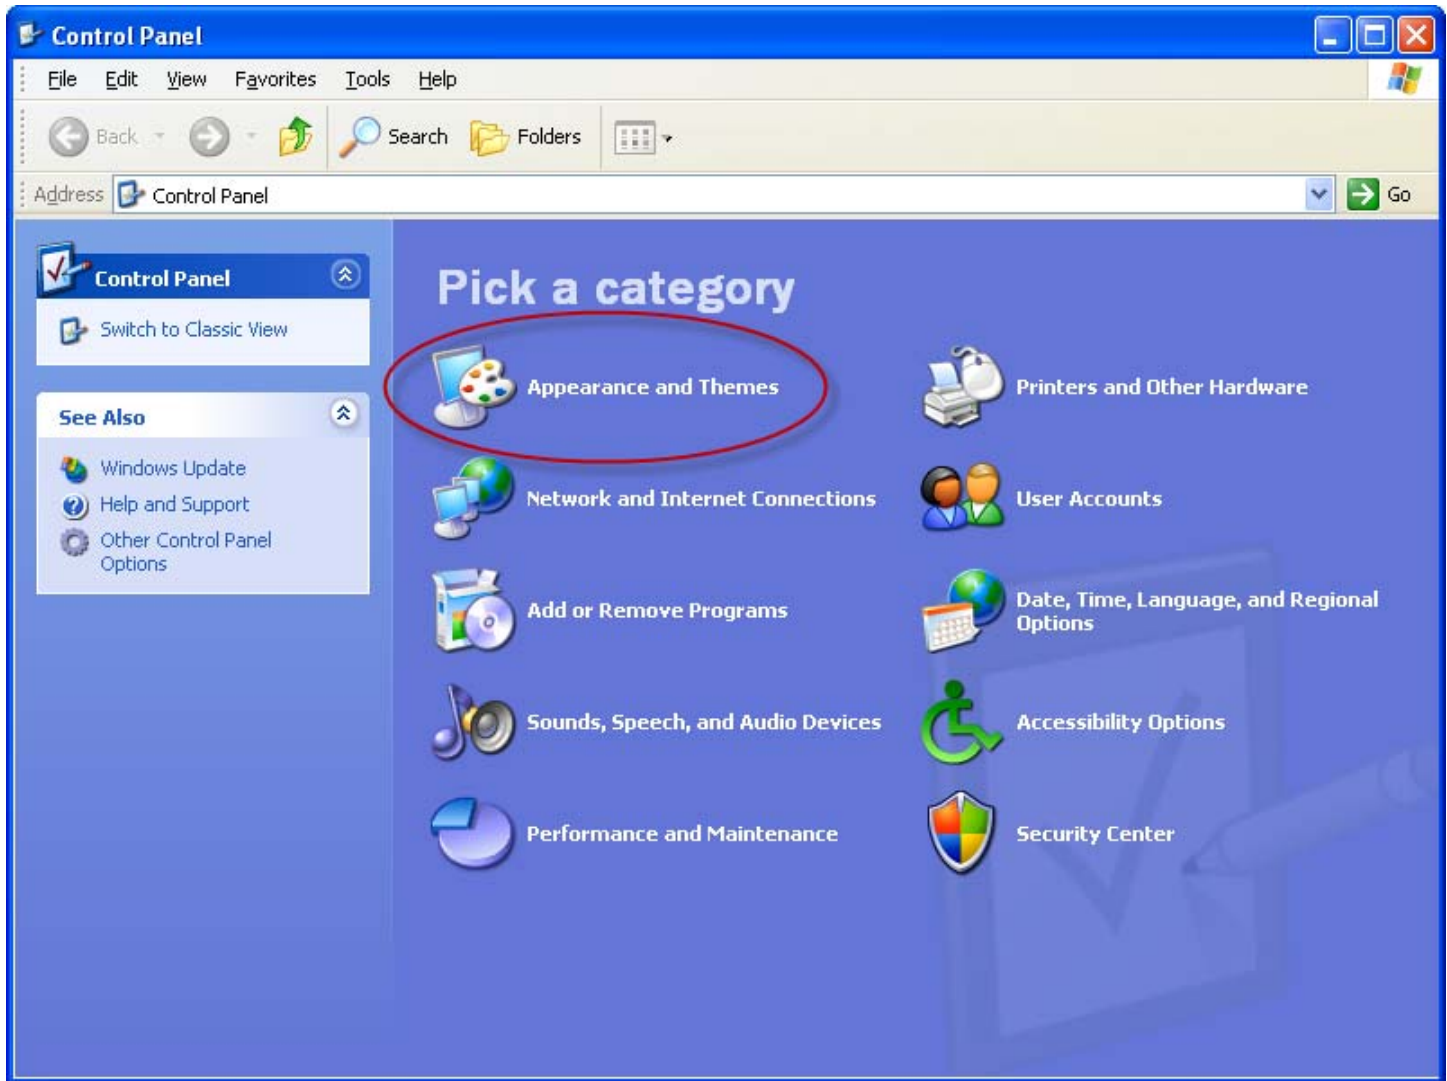 Control Panel
File Edit View Favorites Tools Help
Back Search Folders
Address Control Panel Go
Control Panel
Switch to Classic View
See Also
Windows Update
Help and Support
Other Control Panel
Options
Pick a category
Appearance and Themes
Printers and Other Hardware
Network and Internet Connections
User Accounts
Add or Remove Programs
Date, Time, Language, and Regional
Options
Sounds, Speech, and Audio Devices
Accessibility Options
Performance and Maintenance
Security Center